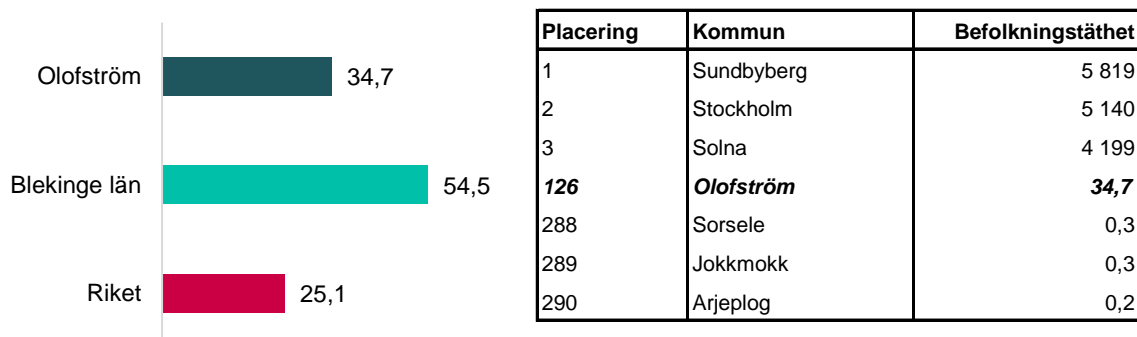 Olofström 34,7
Blekinge län 54,5
Riket 25,1
Placering Kommun Befolkningstäthet
1 Sundbyberg 5 819
2 Stockholm 5 140
3 Solna 4 199
126 Olofström 34,7
288 Sorsele 0,3
289 Jokkmokk 0,3
290 Arjeplog 0,2